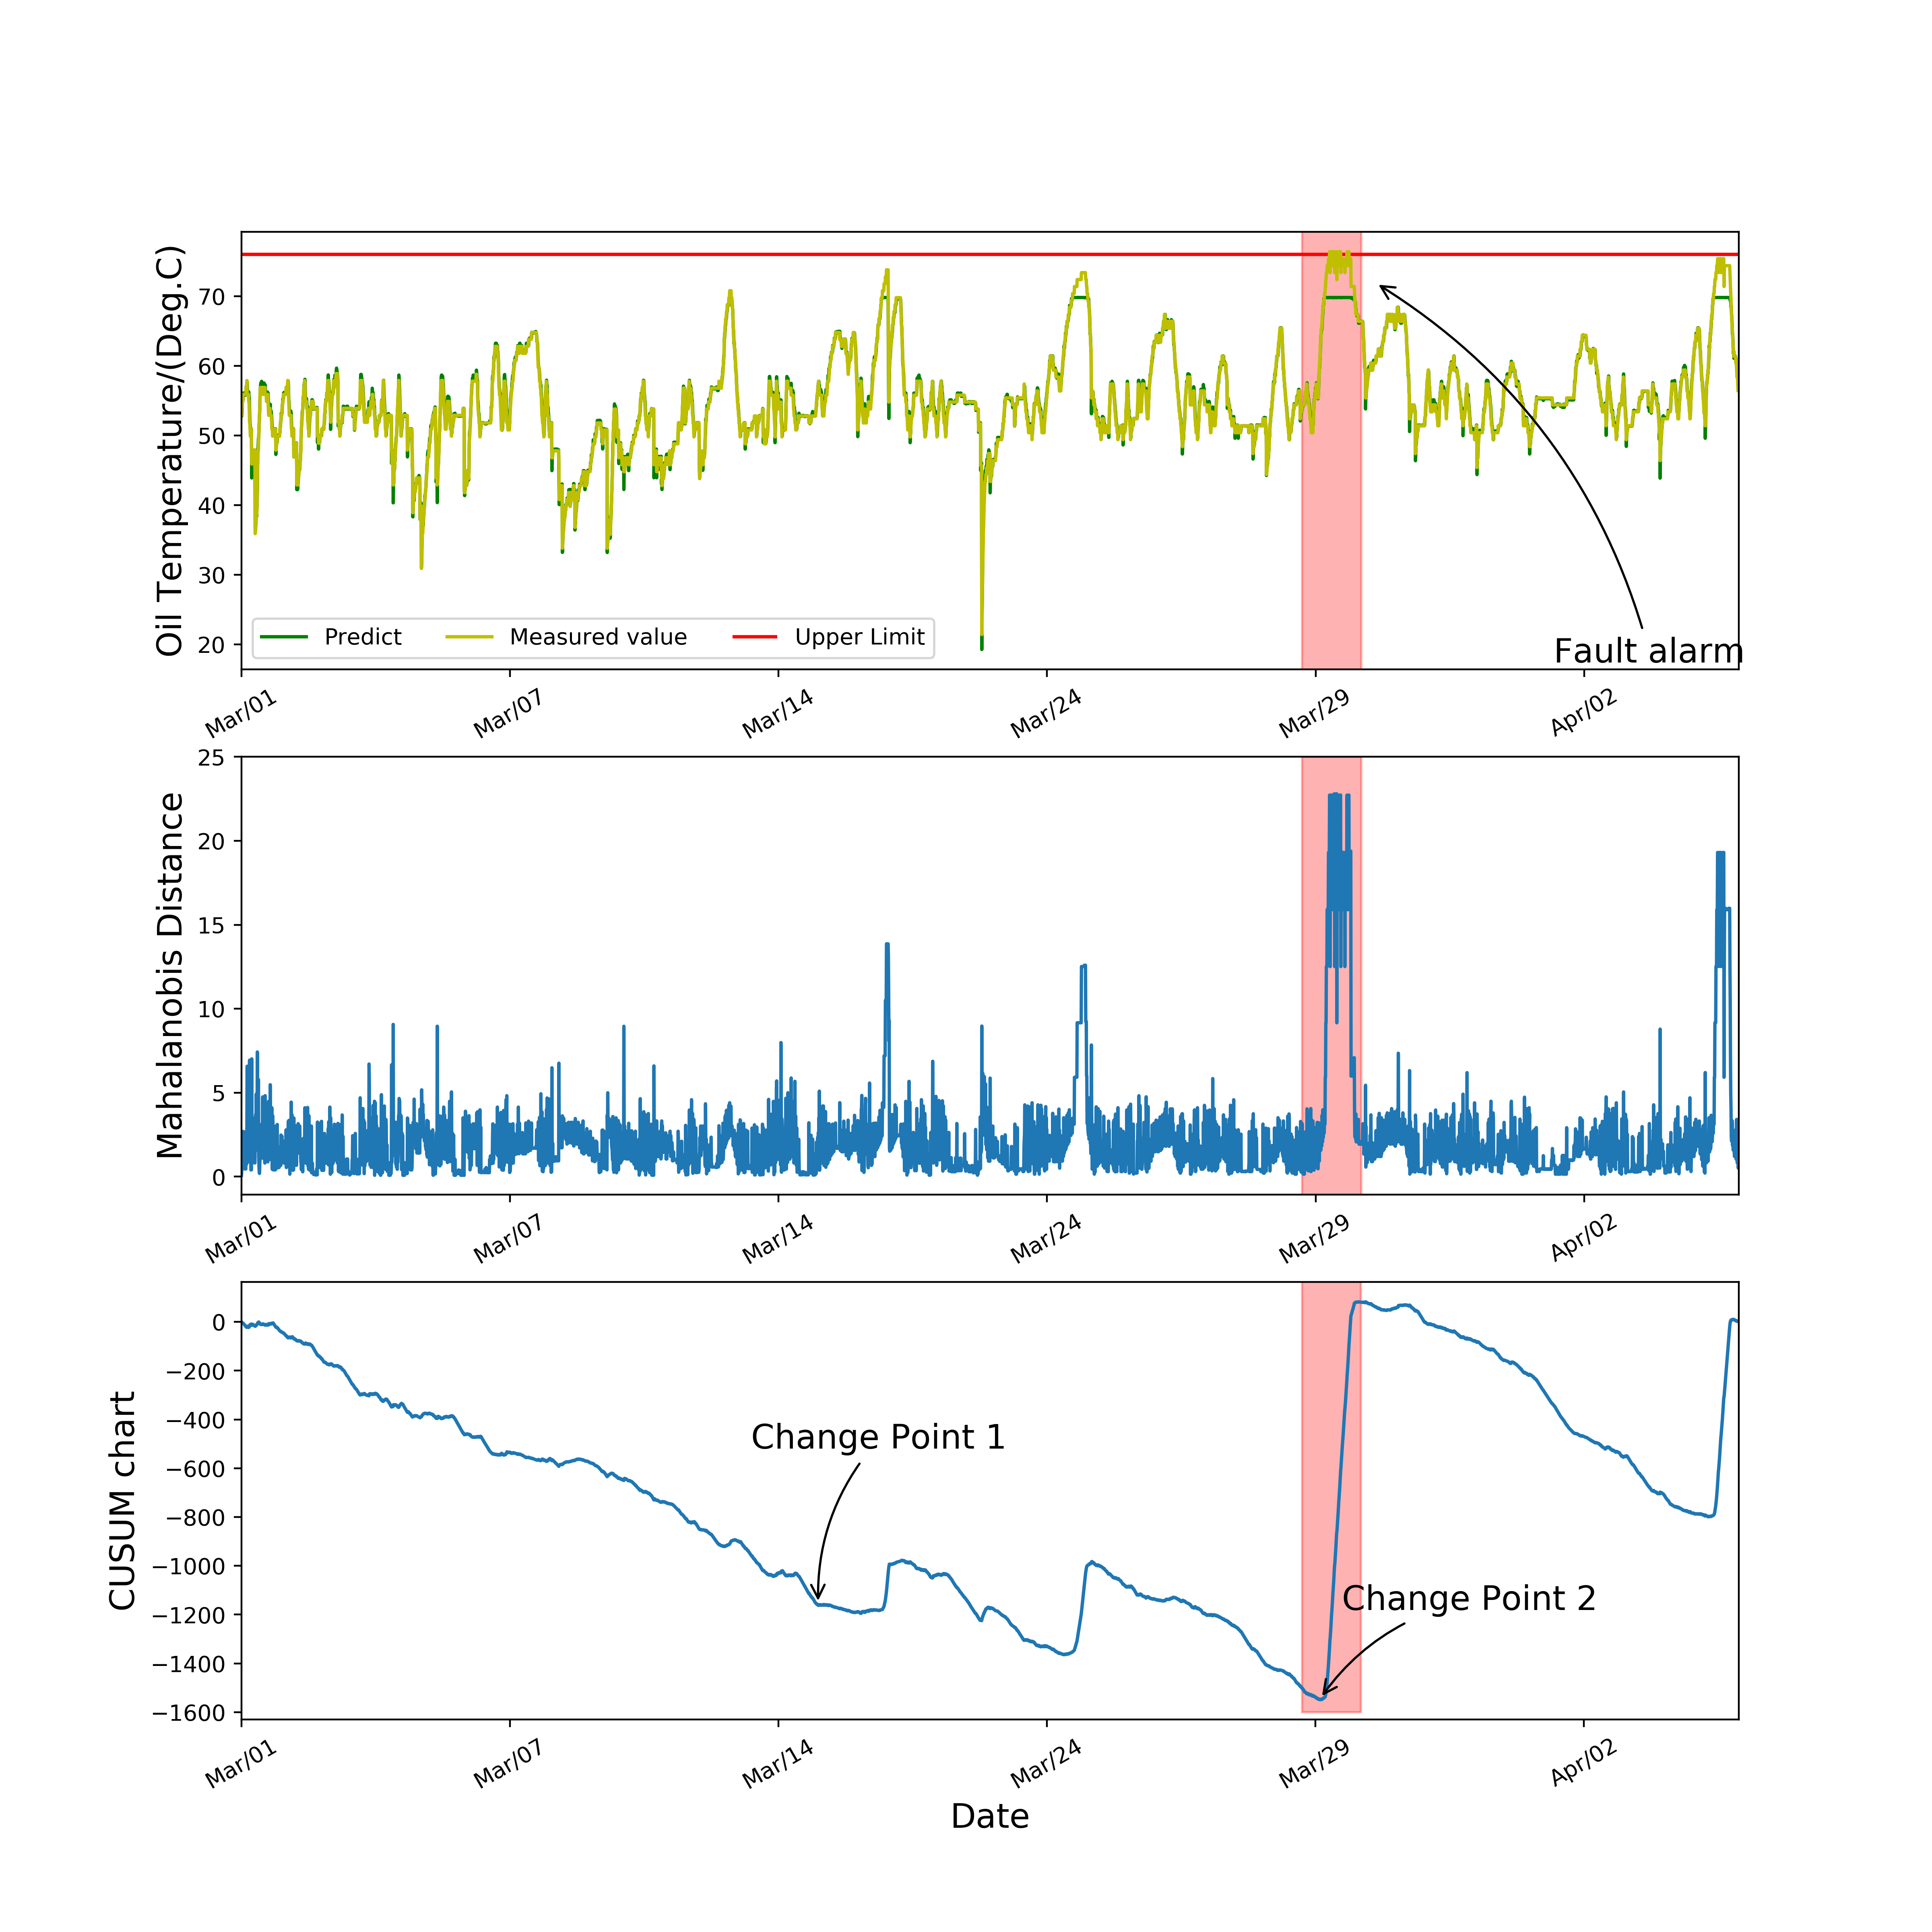 Oil Temperature/(Deg.C)
70
60
50
40
30
20
Predict Measured value Upper Limit
Fault alarm
Mar/01 Mar/07 Mar/14 Mar/24 Mar/29 Apr/02
Mahalanobis Distance
25
20
15
10
5
0
Mar/01 Mar/07 Mar/14 Mar/24 Mar/29 Apr/02
CUSUM chart
0
−200
−400
−600
−800
−1000
−1200
−1400
−1600
Change Point 1
Change Point 2
Mar/01 Mar/07 Mar/14 Mar/24 Mar/29 Apr/02
Date